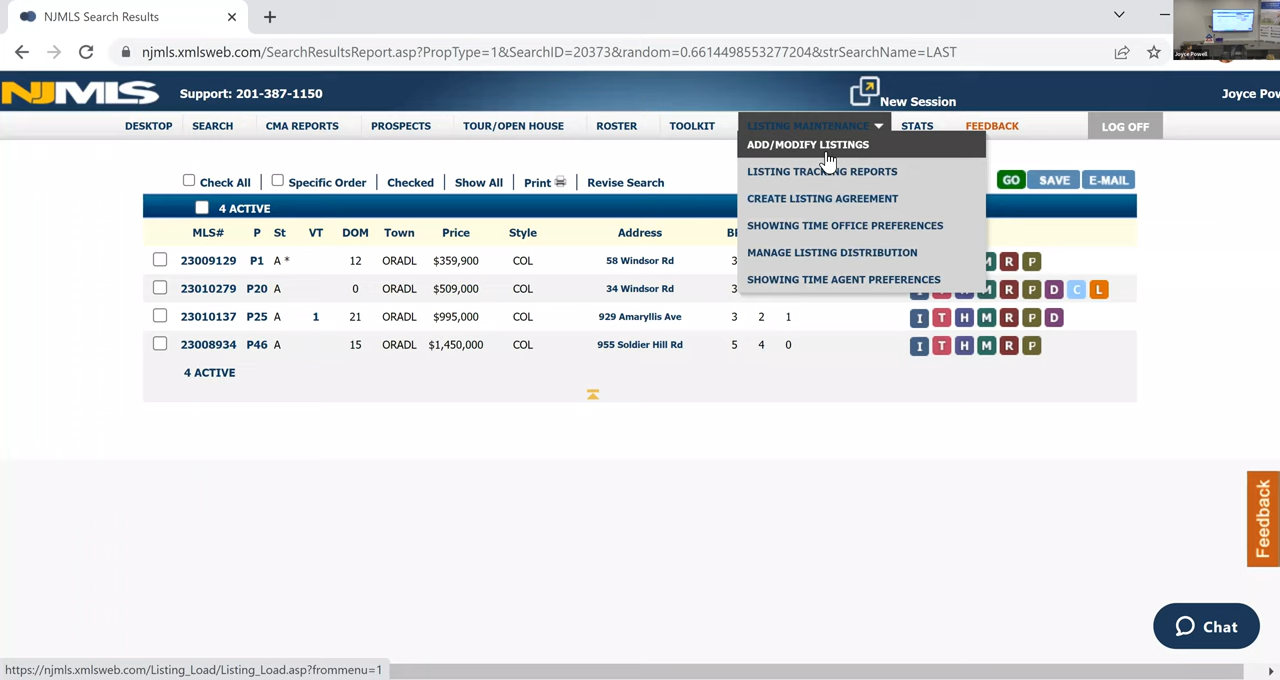 NJMLS Search Results
njmls.xmlsweb.com/SearchResultsReport.asp?PropType=1&SearchID=20373&random=0.6614498553277204&strSearchName=LAST
Joyce Powell
NJMLS Support: 201-387-1150 New Session Joyce Pow
DESKTOP SEARCH CMA REPORTS PROSPECTS TOUR/OPEN HOUSE ROSTER TOOLKIT LISTING MAINTENANCE STATS FEEDBACK LOG OFF
ADD/MODIFY LISTINGS
LISTING TRACKING REPORTS
CREATE LISTING AGREEMENT
SHOWING TIME OFFICE PREFERENCES
MANAGE LISTING DISTRIBUTION
SHOWING TIME AGENT PREFERENCES
Check All Specific Order Checked Show All Print Revise Search GO SAVE E-MAIL
4 ACTIVE
MLS# P St VT DOM Town Price Style Address BR
23009129 P1 A * 12 ORADL $359,900 COL 58 Windsor Rd 3 M R P
23010279 P20 A 0 ORADL $509,000 COL 34 Windsor Rd 3 I T H M R P D C L
23010137 P25 A 1 21 ORADL $995,000 COL 929 Amaryllis Ave 3 2 1 I T H M R P D
23008934 P46 A 15 ORADL $1,450,000 COL 955 Soldier Hill Rd 5 4 0 I T H M R P
4 ACTIVE
Feedback
Chat
https://njmls.xmlsweb.com/Listing_Load/Listing_Load.asp?frommenu=1